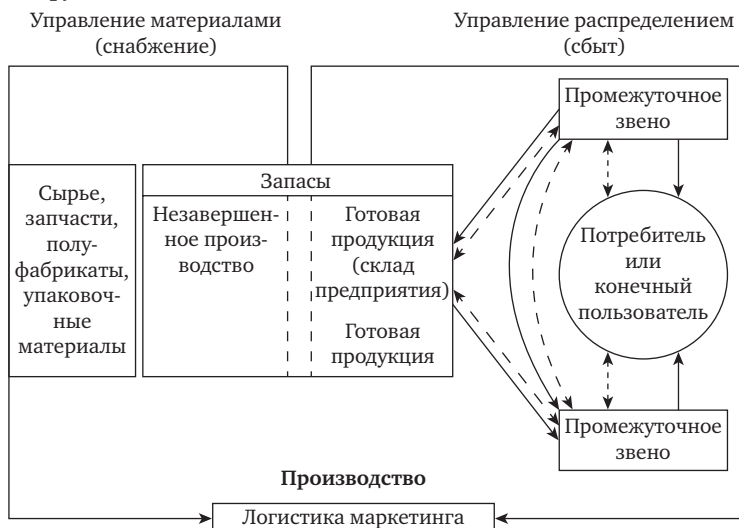 Управление материалами
(снабжение)
Управление распределением
(сбыт)
Промежуточное
звено
Запасы
Сырье,
запчасти,
полу-
фабрикаты,
упаковоч-
ные
материалы
Незавершен-
ное произ-
водство
Готовая
продукция
(склад
предприятия)
Готовая
продукция
Потребитель
или
конечный
пользователь
Промежуточное
звено
Производство
Логистика маркетинга